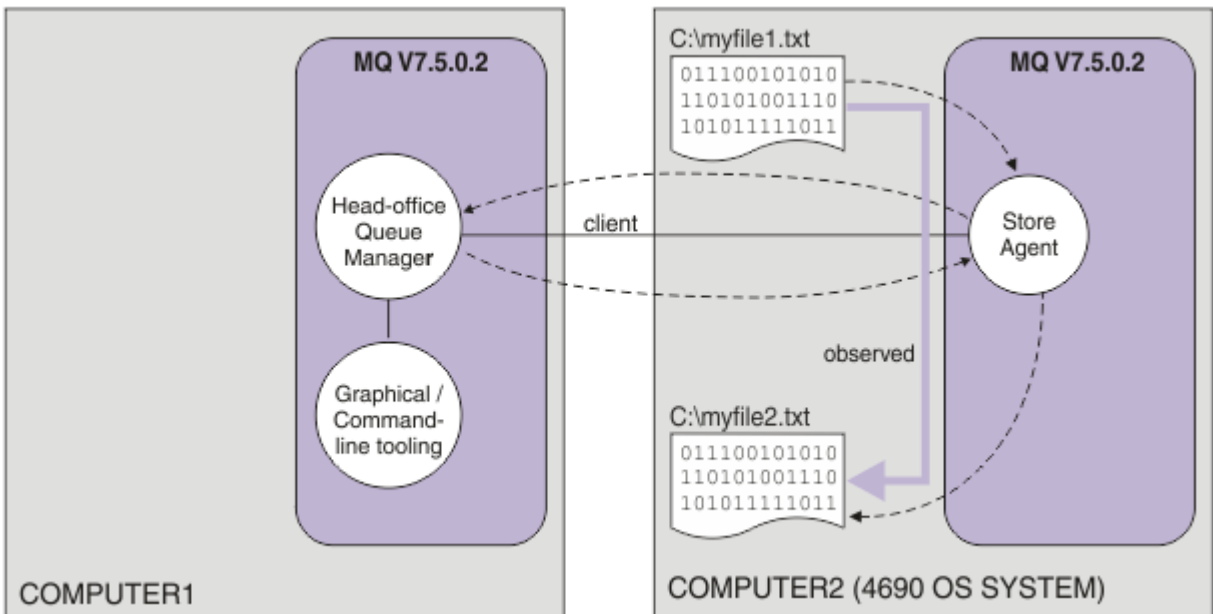 MQ V7.5.0.2
Head-office
Queue
Manager
Graphical /
Command-
line tooling
COMPUTER1
client
C:\myfile1.txt
011100101010
110101001110
101011111011
MQ V7.5.0.2
Store
Agent
observed
C:\myfile2.txt
011100101010
110101001110
101011111011
COMPUTER2 (4690 OS SYSTEM)